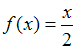 f(x) = x/2